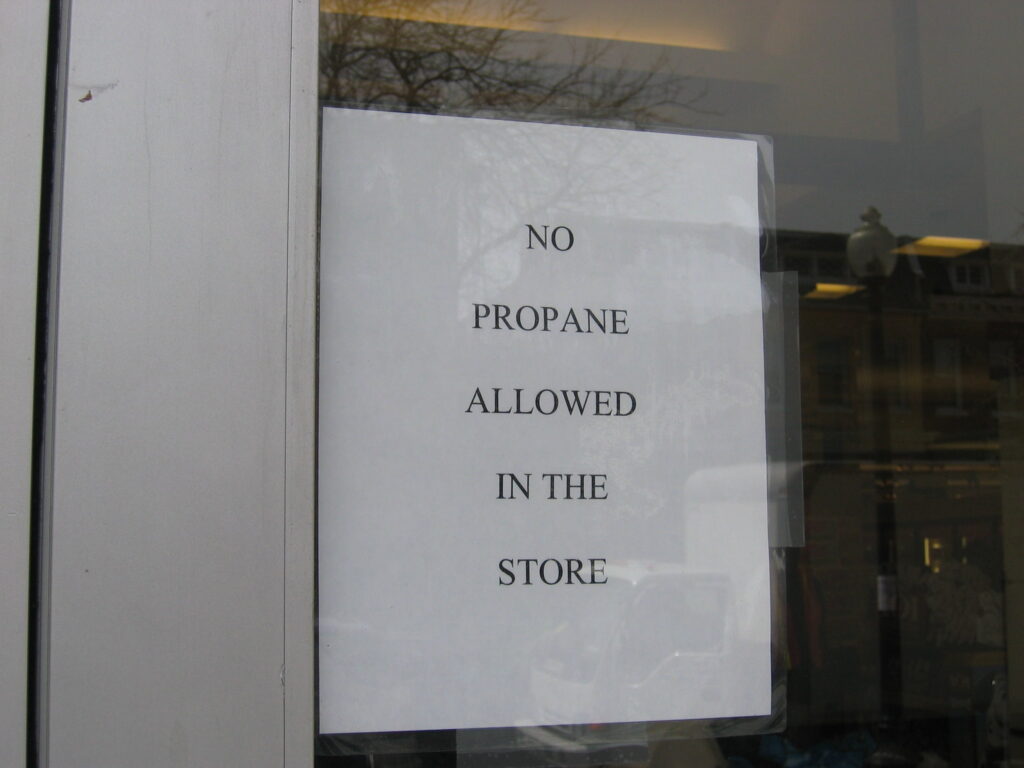 NO
PROPANE
ALLOWED
IN THE
STORE